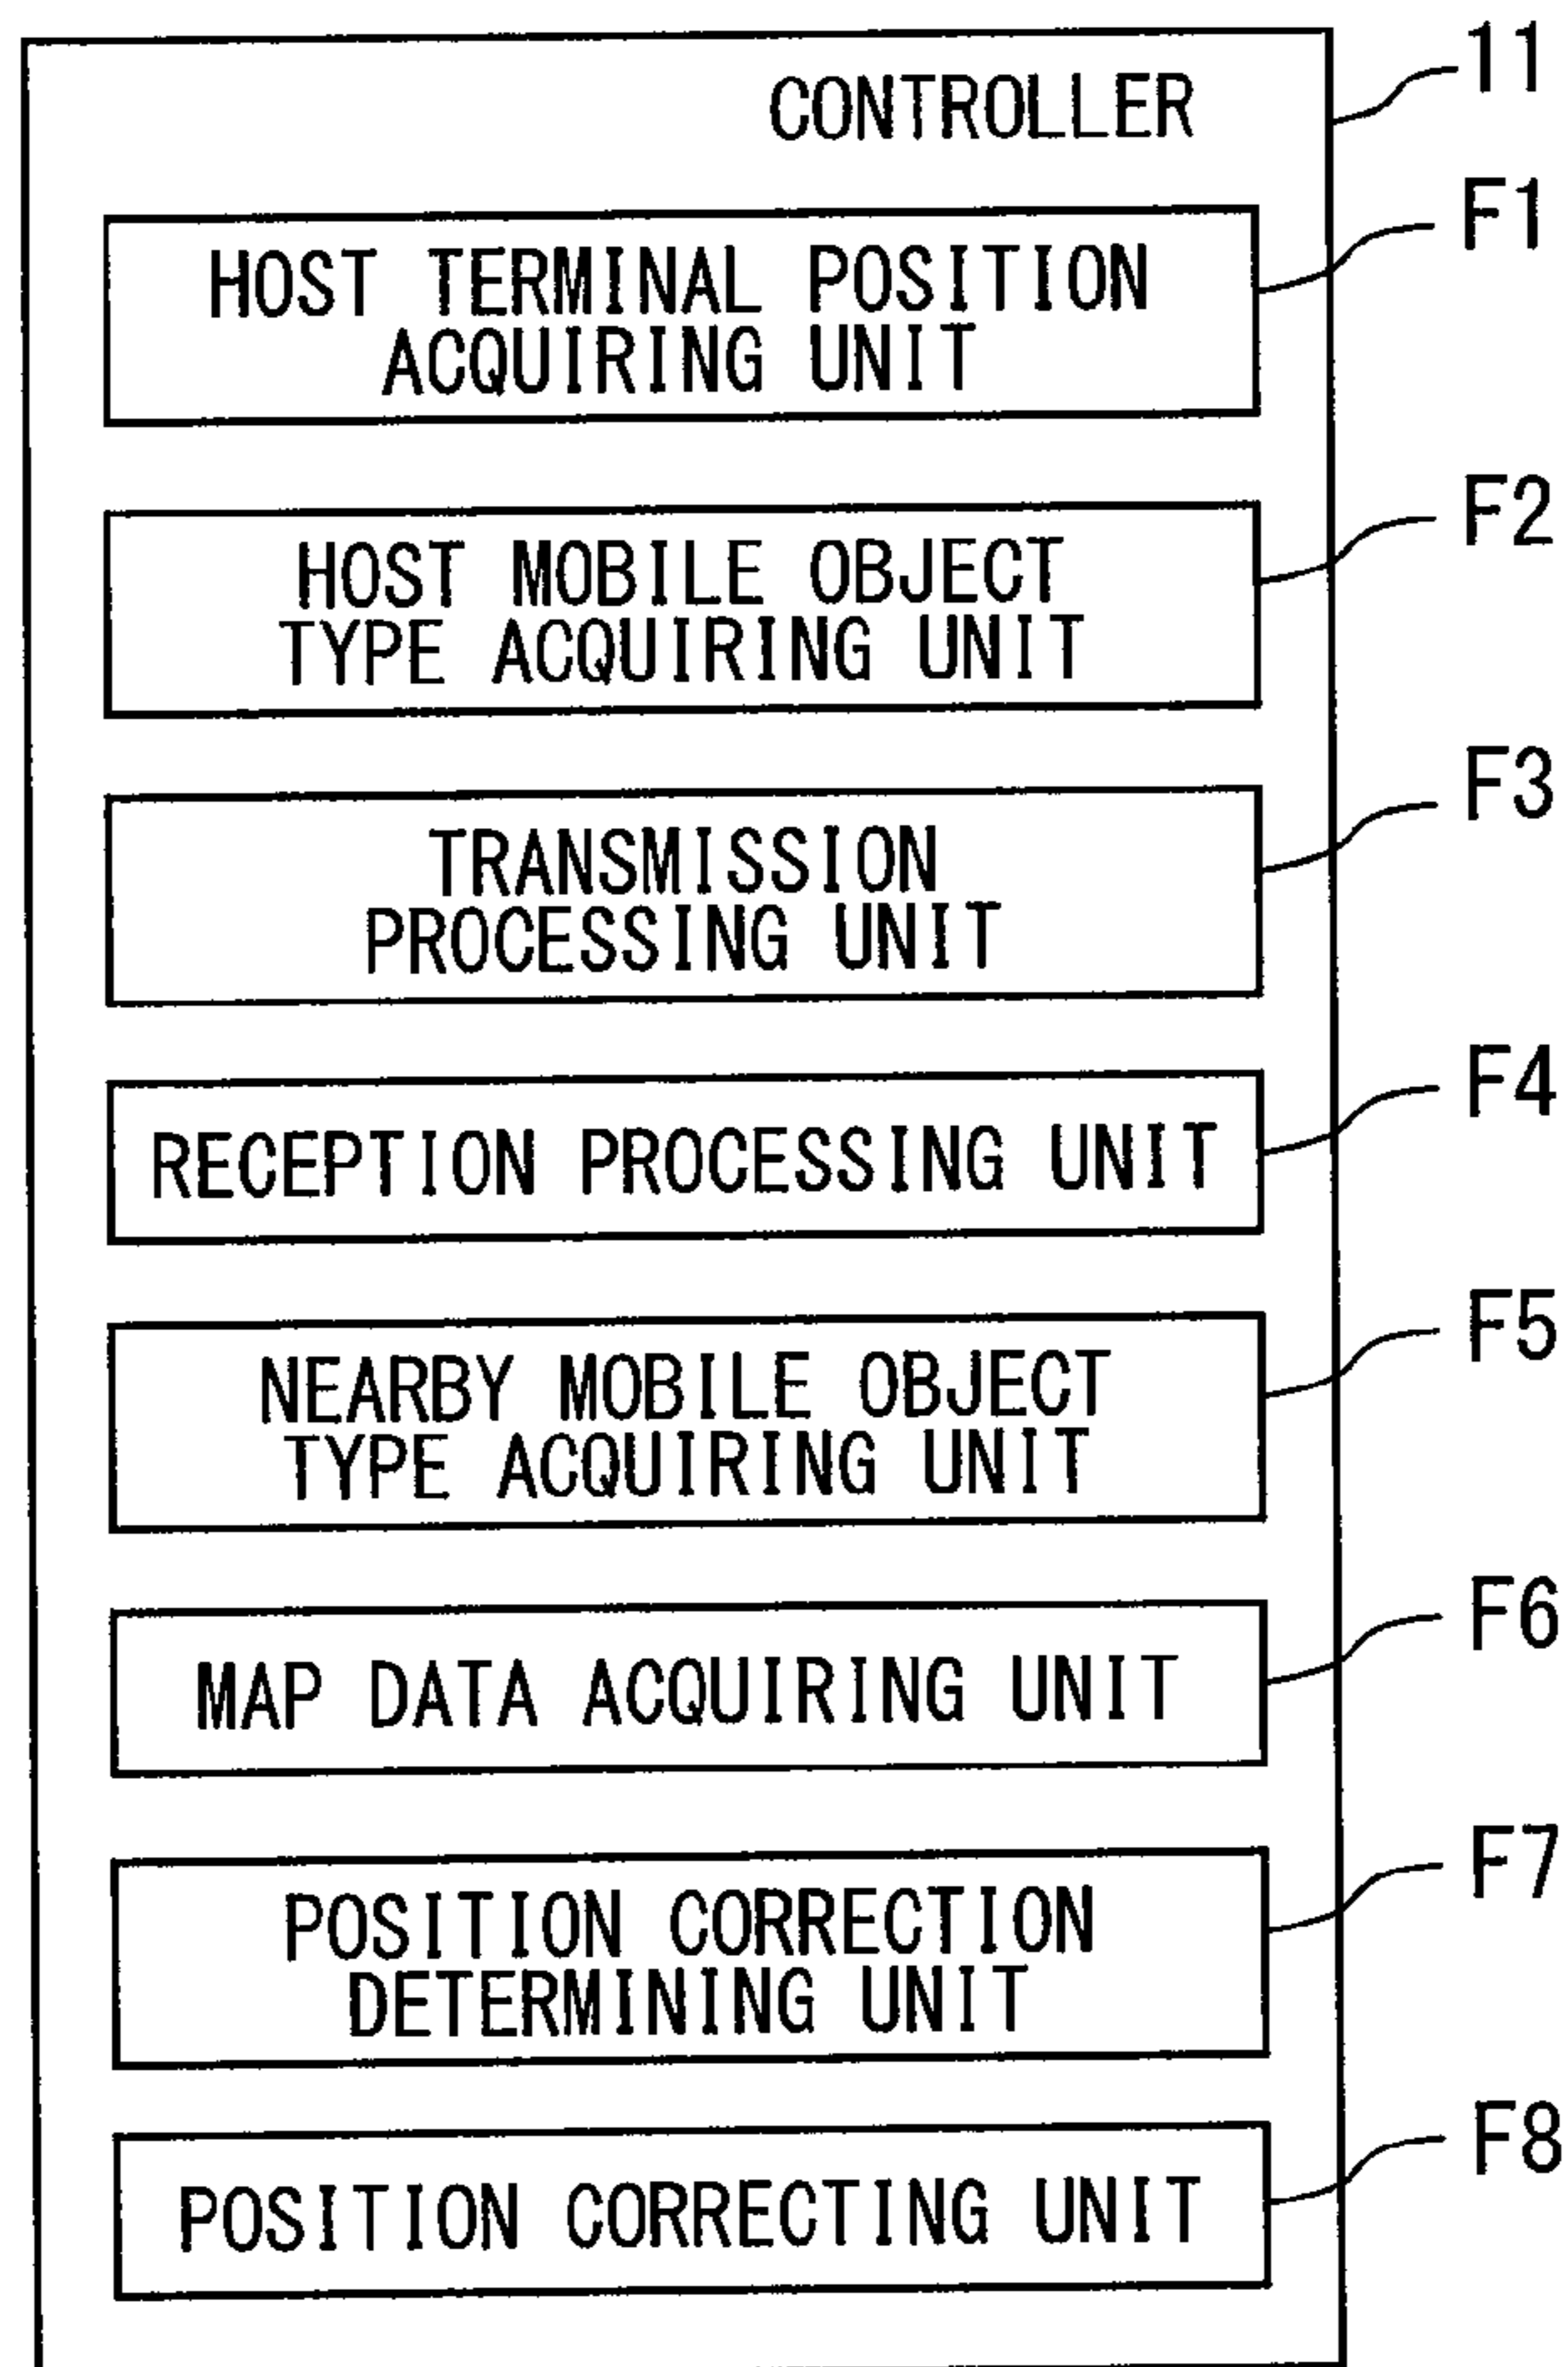 CONTROLLER
11
HOST TERMINAL POSITION
ACQUIRING UNIT
F1
HOST MOBILE OBJECT
TYPE ACQUIRING UNIT
F2
TRANSMISSION
PROCESSING UNIT
F3
RECEPTION PROCESSING UNIT
F4
NEARBY MOBILE OBJECT
TYPE ACQUIRING UNIT
F5
MAP DATA ACQUIRING UNIT
F6
POSITION CORRECTION
DETERMINING UNIT
F7
POSITION CORRECTING UNIT
F8